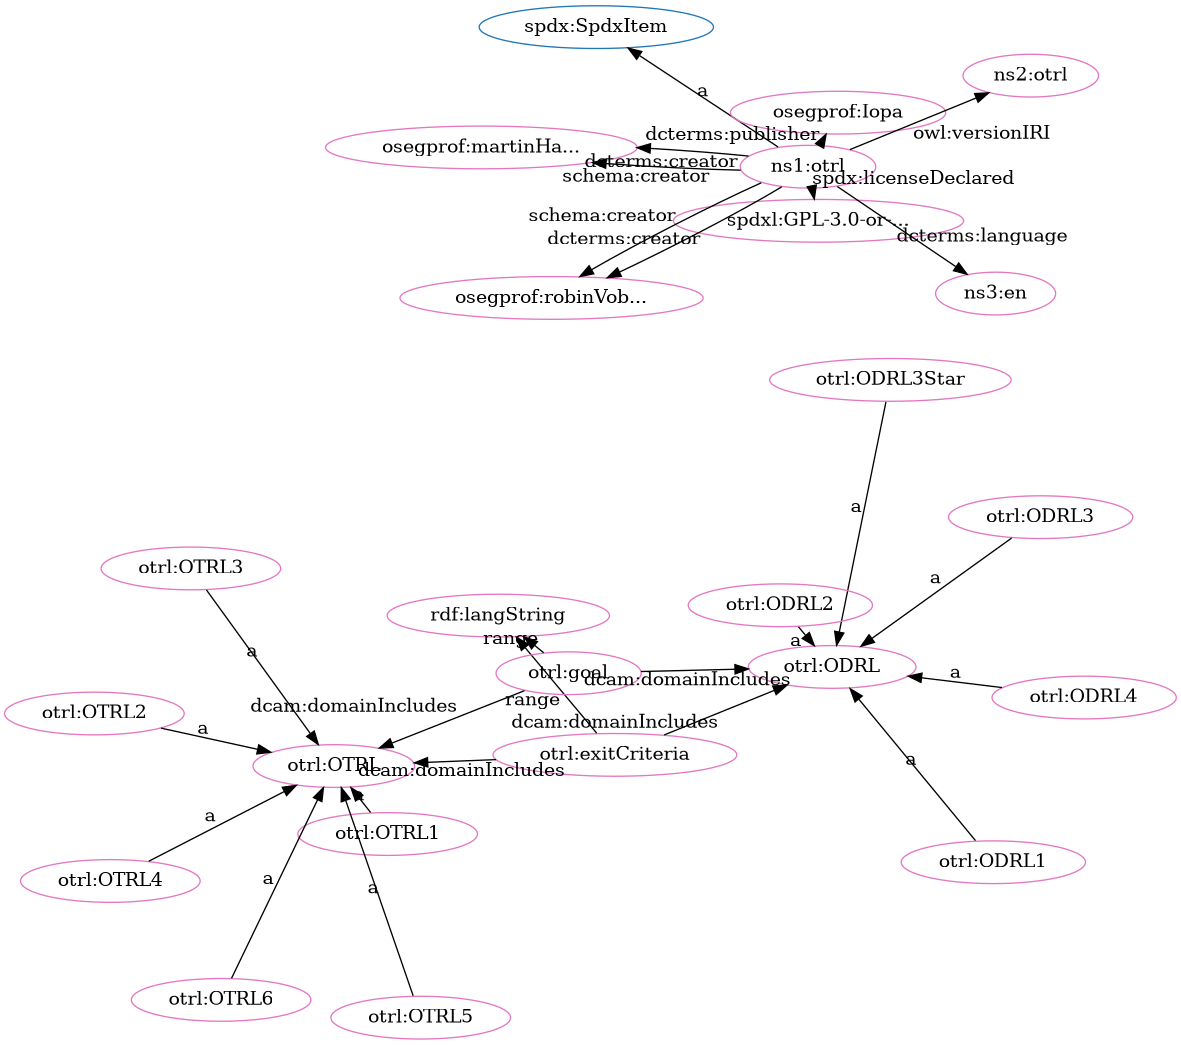 spdx:SpdxItem
ns2:otrl
a
osegprof:Iopa
owl:versionIRI
dcterms:publisher
osegprof:martinHa...
dcterms:creator
ns1:otrl
schema:creator
spdx:licenseDeclared
schema:creator
spdxl:GPL-3.0-or-...
dcterms:creator
dcterms:language
osegprof:robinVob...
ns3:en
otrl:ODRL3Star
a
otrl:ODRL3
otrl:OTRL3
a
otrl:ODRL2
rdf:langString
range
a
a
otrl:ODRL
otrl:goal
a
dcam:domainIncludes
otrl:ODRL4
range
dcam:domainIncludes
otrl:OTRL2
dcam:domainIncludes
a
otrl:exitCriteria
a
otrl:OTRL
dcam:domainIncludes
a
otrl:OTRL1
otrl:ODRL1
otrl:OTRL4
a
a
otrl:OTRL6
otrl:OTRL5